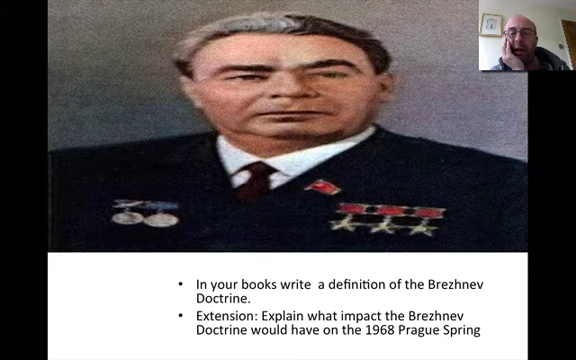 • In your books write  a definition of the Brezhnev
Doctrine.
• Extension: Explain what impact the Brezhnev
Doctrine would have on the 1968 Prague Spring